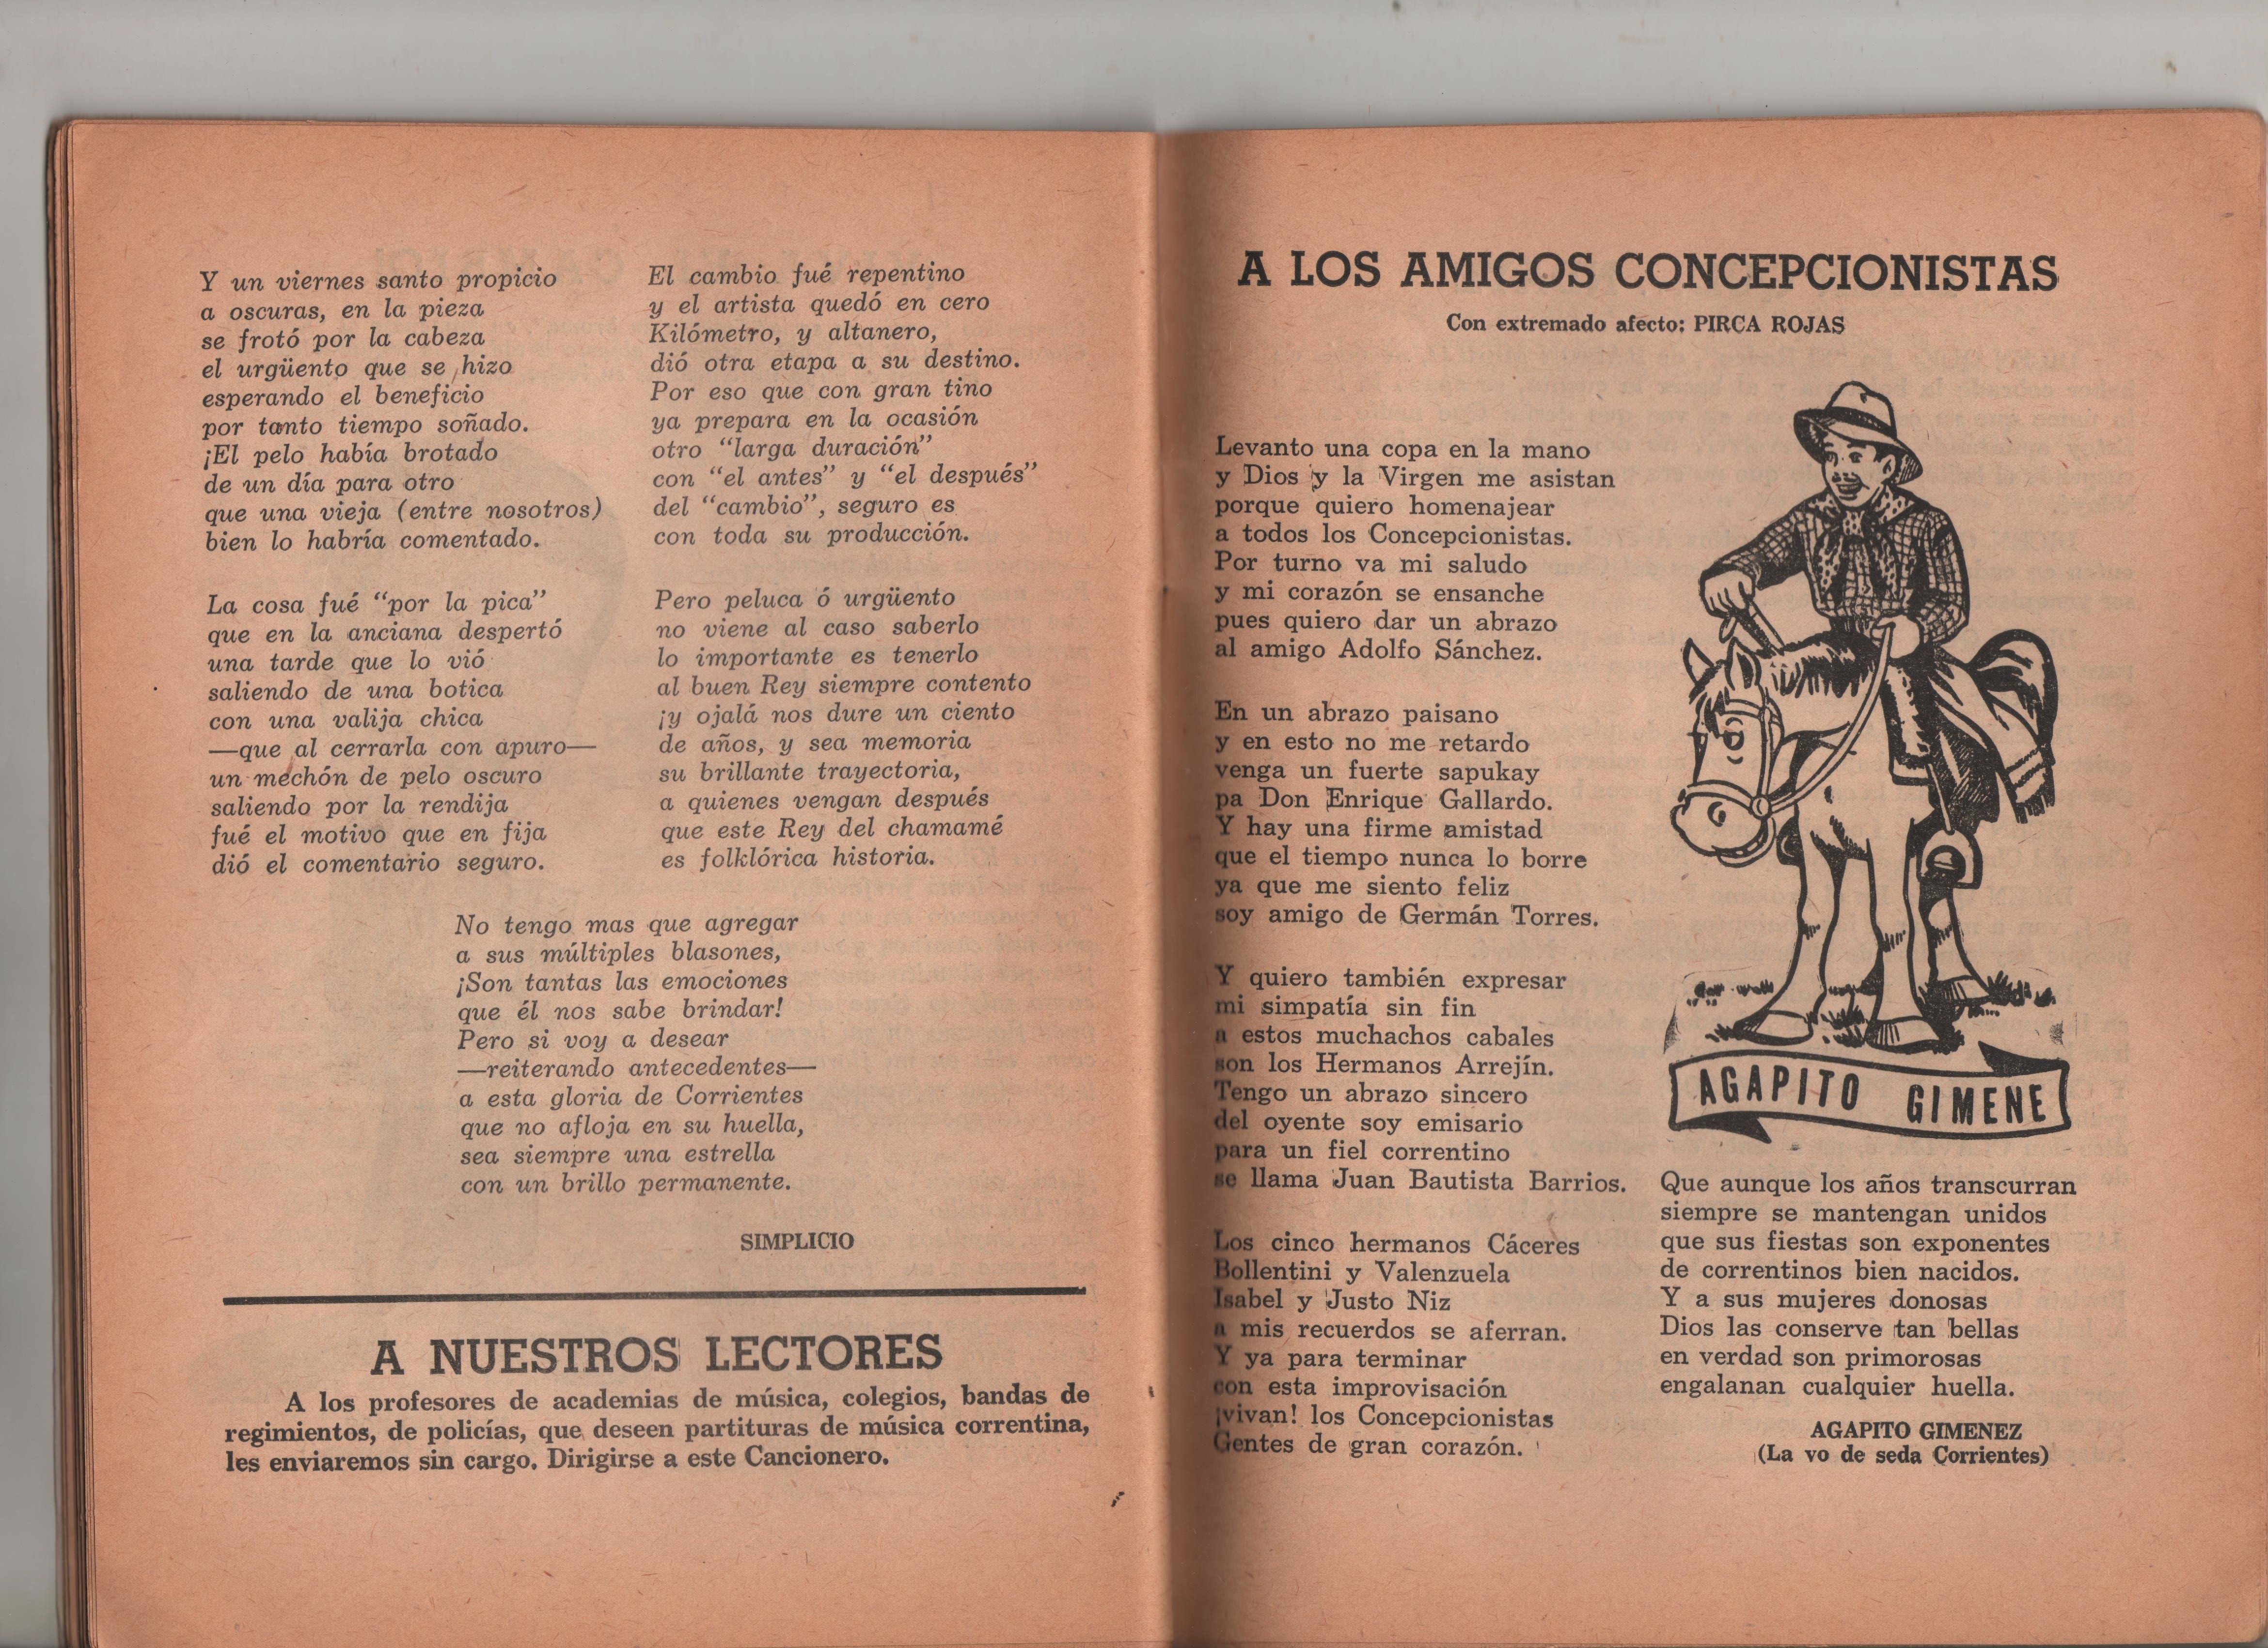 Y un viernes santo propicio
a oscuras, en la pieza
se frotó por la cabeza
el urgüento que se hizo
esperando el beneficio
por tanto tiempo soñado.
¡El pelo había brotado
de un día para otro
que una vieja (entre nosotros)
bien lo habría comentado.
La cosa fué “por la pica”
que en la anciana despertó
una tarde que lo vió
saliendo de una botica
con una valija chica
—que al cerrarla con apuro—
un mechón de pelo oscuro
saliendo por la rendija
fué el motivo que en fija
dió el comentario seguro.
El cambio fué repentino
y el artista quedó en cero
Kilómetro, y altanero,
dió otra etapa a su destino.
Por eso que con gran tino
ya prepara en la ocasión
otro “larga duración”
con “el antes” y “el después”
del “cambio”, seguro es
con toda su producción.
Pero peluca ó urgüento
no viene al caso saberlo
lo importante es tenerlo
al buen Rey siempre contento
¡y ojalá nos dure un ciento
de años, y sea memoria
su brillante trayectoria,
a quienes vengan después
que este Rey del chamamé
es folklórica historia.
No tengo mas que agregar
a sus múltiples blasones,
¡Son tantas las emociones
que él nos sabe brindar!
Pero si voy a desear
—reiterando antecedentes—
a esta gloria de Corrientes
que no afloja en su huella,
sea siempre una estrella
con un brillo permanente.
SIMPLICIO
A NUESTROS LECTORES
A los profesores de academias de música, colegios, bandas de
regimientos, de policías, que deseen partituras de música correntina,
les enviaremos sin cargo. Dirigirse a este Cancionero.
A LOS AMIGOS CONCEPCIONISTAS
Con extremado afecto: PIRCA ROJAS
Levanto una copa en la mano
y Dios y la Virgen me asistan
porque quiero homenajear
a todos los Concepcionistas.
Por turno va mi saludo
y mi corazón se ensanche
pues quiero dar un abrazo
al amigo Adolfo Sánchez.
En un abrazo paisano
y en esto no me retardo
venga un fuerte sapukay
pa Don Enrique Gallardo.
Y hay una firme amistad
que el tiempo nunca lo borre
ya que me siento feliz
soy amigo de Germán Torres.
Y quiero también expresar
mi simpatía sin fin
a estos muchachos cabales
son los Hermanos Arrejín.
Tengo un abrazo sincero
del oyente soy emisario
para un fiel correntino
se llama Juan Bautista Barrios.
Los cinco hermanos Cáceres
Bollentini y Valenzuela
Isabel y Justo Niz
a mis recuerdos se aferran.
Y ya para terminar
con esta improvisación
¡vivan! los Concepcionistas
Gentes de gran corazón.
AGAPITO GIMENE
Que aunque los años transcurran
siempre se mantengan unidos
que sus fiestas son exponentes
de correntinos bien nacidos.
Y a sus mujeres donosas
Dios las conserve tan bellas
en verdad son primorosas
engalanan cualquier huella.
AGAPITO GIMENEZ
(La vo de seda Corrientes)